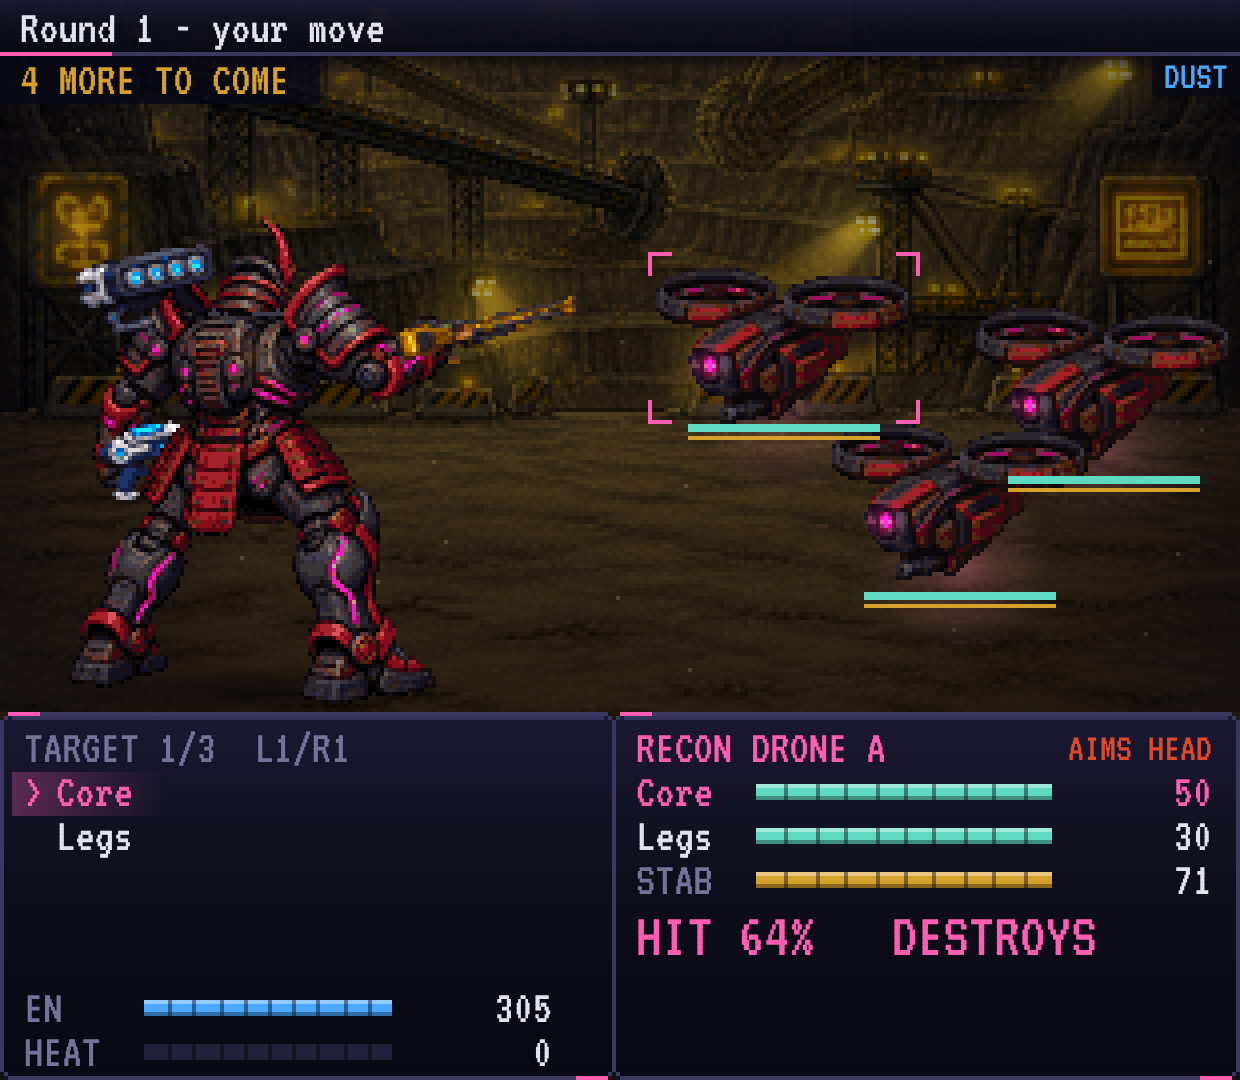 Round 1 - your move
4 MORE TO COME
DUST
TARGET 1/3 L1/R1
> Core
Legs
EN 305
HEAT 0
RECON DRONE A AIMS HEAD
Core 50
Legs 30
STAB 71
HIT 64% DESTROYS